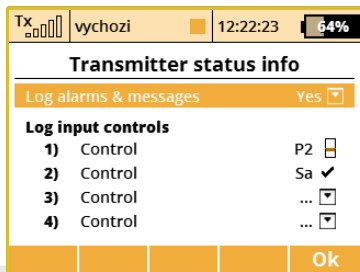 Tx vychozi 12:22:23 64%
Transmitter status info
Log alarms & messages Yes
Log input controls
1) Control P2
2) Control Sa
3) Control ...
4) Control ...
Ok